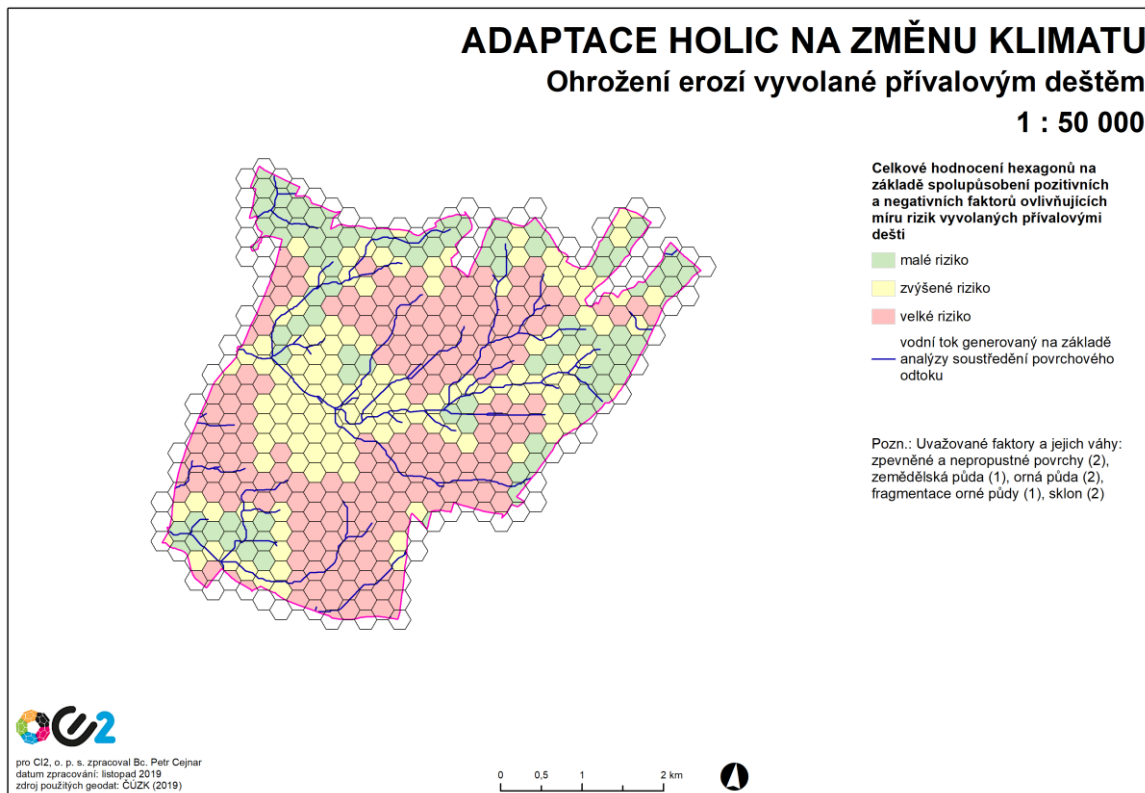 ADAPTACE HOLIC NA ZMĚNU KLIMATU
Ohrožení erozí vyvolané přívalovým deštěm
1 : 50 000
Celkové hodnocení hexagonů na
základě spolupůsobení pozitivních
a negativních faktorů ovlivňujících
míru rizik vyvolaných přívalovými
dešti
malé riziko
zvýšené riziko
velké riziko
vodní tok generovaný na základě
analýzy soustředění povrchového
odtoku
Pozn.: Uvažované faktory a jejich váhy:
zpevněné a nepropustné povrchy (2),
zemědělská půda (1), orná půda (2),
fragmentace orné půdy (1), sklon (2)
CI2
pro CI2, o. p. s. zpracoval Bc. Petr Cejnar
datum zpracování: listopad 2019
zdroj použitých geodat: ČÚZK (2019)
0 0,5 1 2 km